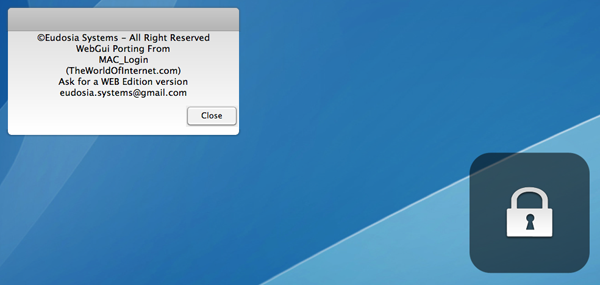 ©Eudosia Systems - All Right Reserved
WebGui Porting From
MAC_Login
(TheWorldOfInternet.com)
Ask for a WEB Edition version
eudosia.systems@gmail.com
Close